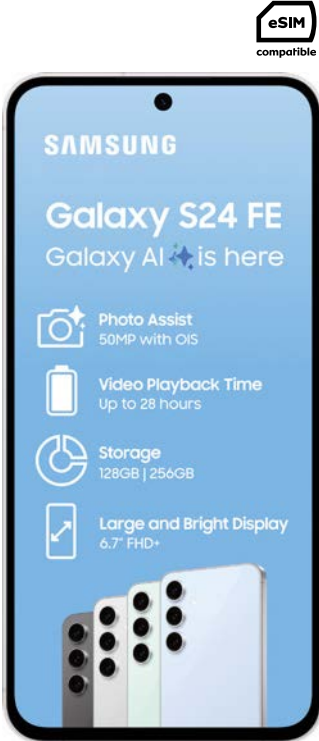 eSIM
compatible
SAMSUNG
Galaxy S24 FE
Galaxy AI is here
Photo Assist
50MP with OIS
Video Playback Time
Up to 28 hours
Storage
128GB | 256GB
Large and Bright Display
6.7" FHD+